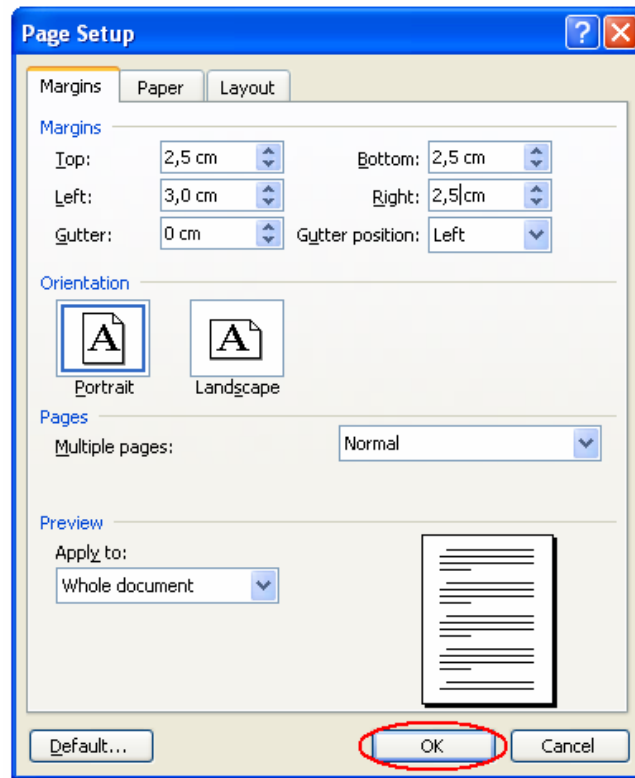 Page Setup
Margins Paper Layout
Margins
Top: 2,5 cm Bottom: 2,5 cm
Left: 3,0 cm Right: 2,5 cm
Gutter: 0 cm Gutter position: Left
Orientation
A A
Portrait Landscape
Pages
Multiple pages: Normal
Preview
Apply to:
Whole document
Default... OK Cancel